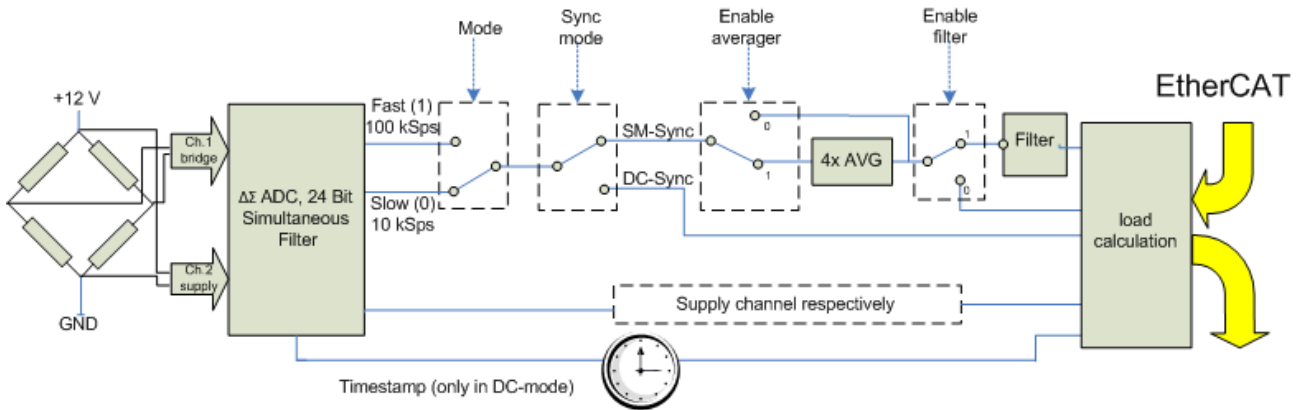 Mode
Sync
mode
Enable
averager
Enable
filter
EtherCAT
+12 V
Ch.1
bridge
ΔΣ ADC, 24 Bit
Simultaneous
Filter
Fast (1)
100 kSps
Slow (0)
10 kSps
SM-Sync
DC-Sync
0
1
4x AVG
1
0
Filter
load
calculation
Ch.2
supply
GND
Supply channel respectively
Timestamp (only in DC-mode)